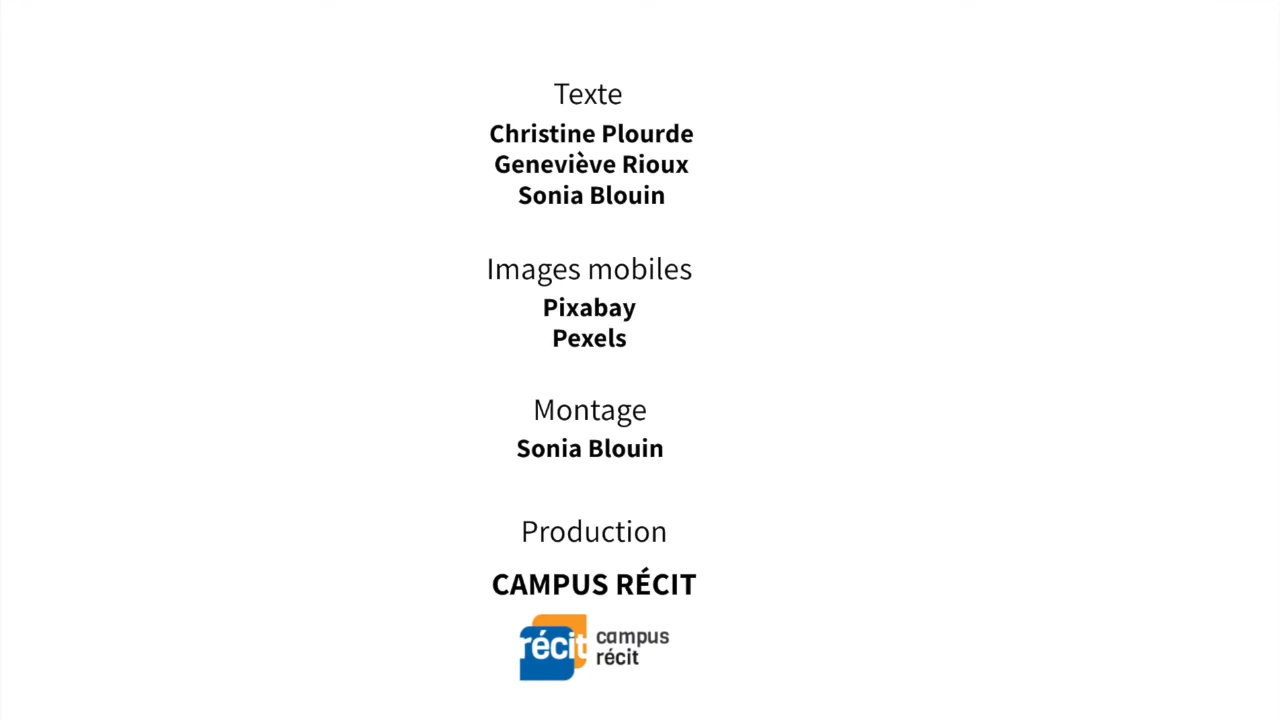 Texte
Christine Plourde
Geneviève Rioux
Sonia Blouin
Images mobiles
Pixabay
Pexels
Montage
Sonia Blouin
Production
CAMPUS RÉCIT
récit campus
récit